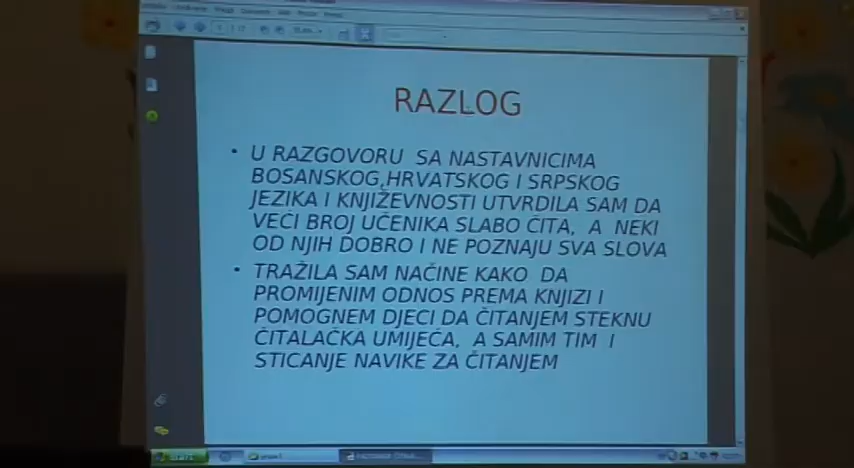 RAZLOG
• U RAZGOVORU SA NASTAVNICIMA
BOSANSKOG,HRVATSKOG I SRPSKOG
JEZIKA I KNJIŽEVNOSTI UTVRDILA SAM DA
VEĆI BROJ UČENIKA SLABO ČITA, A NEKI
OD NJIH DOBRO I NE POZNAJU SVA SLOVA
• TRAŽILA SAM NAČINE KAKO DA
PROMIJENIM ODNOS PREMA KNJIZI I
POMOGNEM DJECI DA ČITANJEM STEKNU
ČITALAČKA UMIJEĆA, A SAMIM TIM I
STICANJE NAVIKE ZA ČITANJEM
start